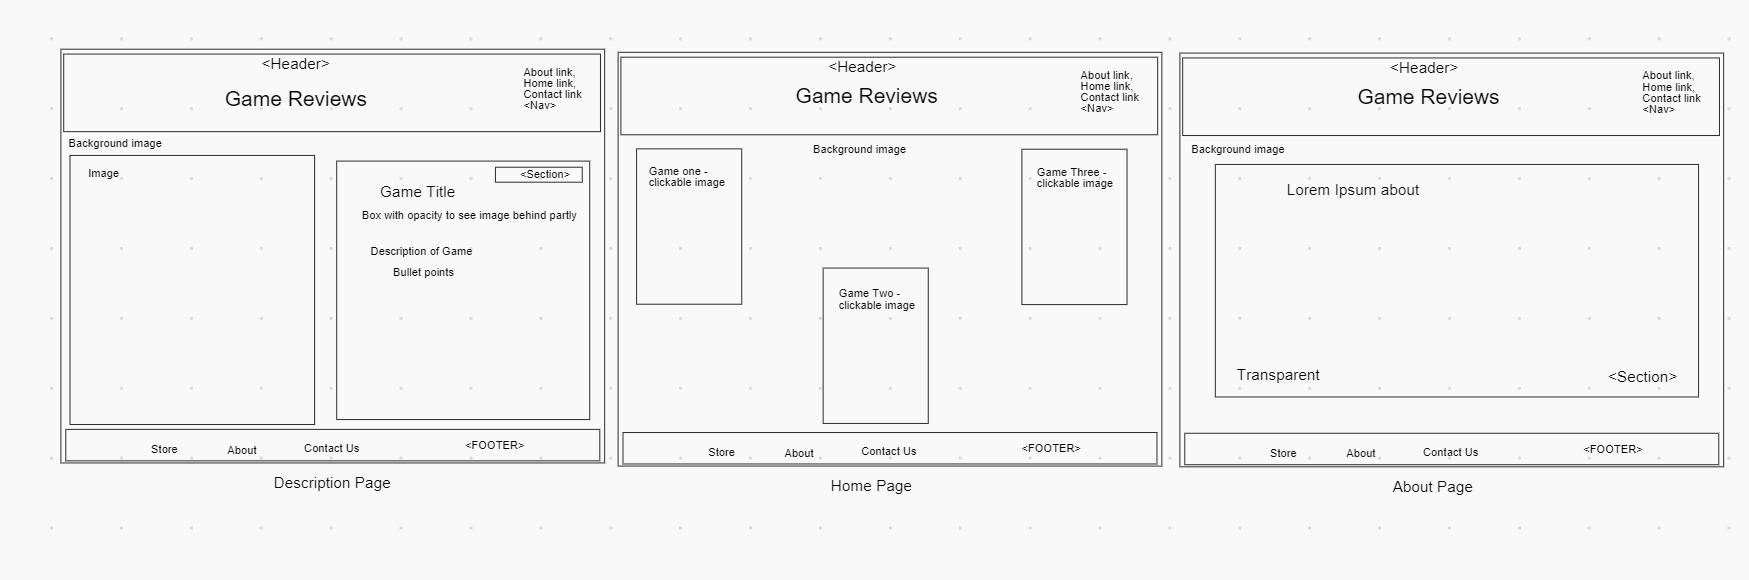 <Header>
Game Reviews
About link,
Home link,
Contact link
<Nav>
Background image
Image
<Section>
Game Title
Box with opacity to see image behind partly
Description of Game
Bullet points
Store
About
Contact Us
<FOOTER>
Description Page
<Header>
Game Reviews
About link,
Home link,
Contact link
<Nav>
Background image
Game one -
clickable image
Game Three -
clickable image
Game Two -
clickable image
Store
About
Contact Us
<FOOTER>
Home Page
<Header>
Game Reviews
About link,
Home link,
Contact link
<Nav>
Background image
Lorem Ipsum about
Transparent
<Section>
Store
About
Contact Us
<FOOTER>
About Page